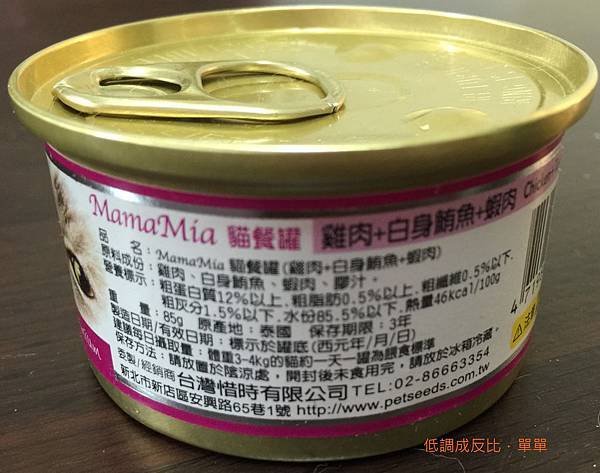 MamaMia 貓餐罐 雞肉+白身鮪魚+蝦肉
品 名：MamaMia 貓餐罐(雞肉+白身鮪魚+蝦肉)
原料成份：雞肉、白身鮪魚、蝦肉、膠汁。
營養標示：粗蛋白質12%以上、粗脂肪0.5%以上、粗纖維0.5%以下、
粗灰分1.5%以下、水份85.5%以下、熱量46kcal/100g
重 量：85g 原產地：泰國 保存期限：3年
製造日期/有效日期：標示於罐底(西元年/月/日)
建議每日攝取量：體重3-4kg的貓約一天一罐為餵食標準
保存方法：請放置於陰涼處，開封後未食用完，請放於冰箱冷藏。
委製/經銷商 台灣惜時有限公司 TEL:02-86663354
新北市新店區安興路65巷1號 http://www.petseeds.com.tw
低調成反比．單單